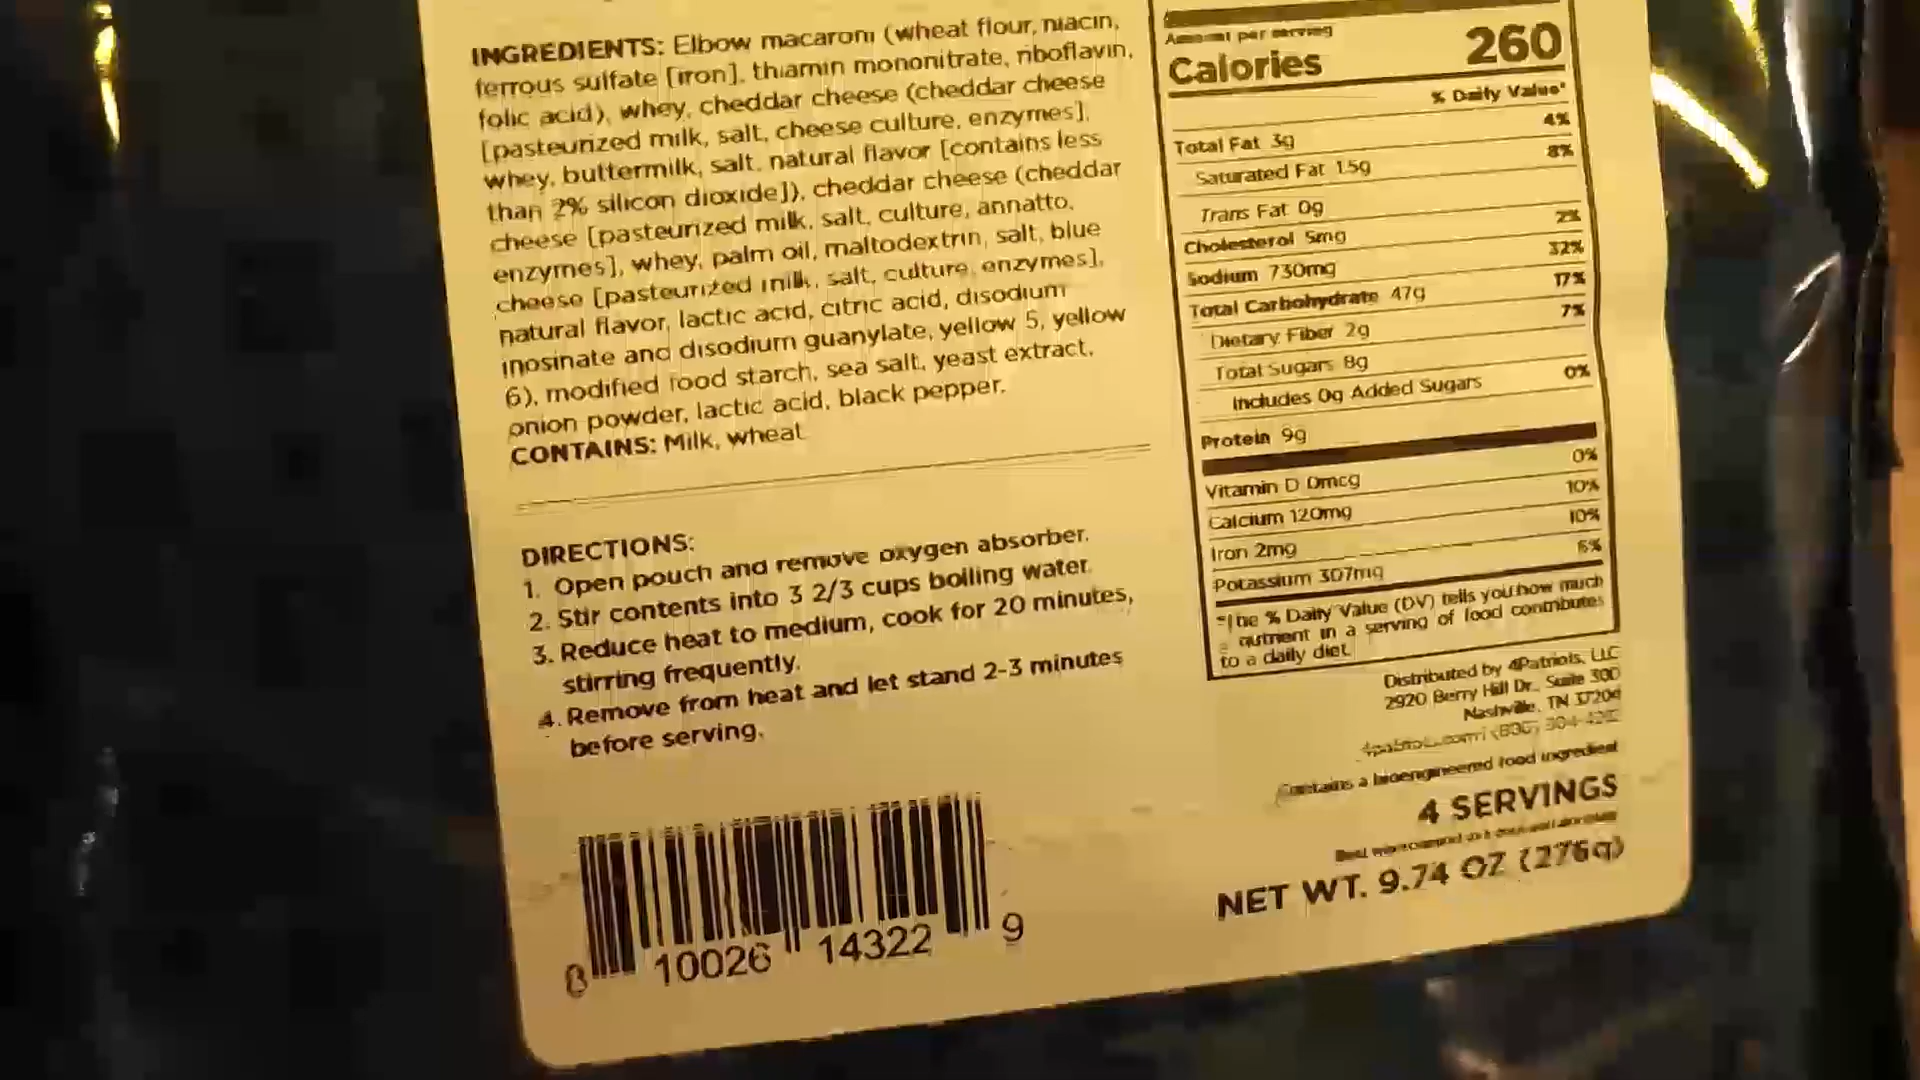 INGREDIENTS: Elbow macaroni (wheat flour, niacin,
ferrous sulfate [iron], thiamin mononitrate, riboflavin,
folic acid), whey, cheddar cheese (cheddar cheese
[pasteurized milk, salt, cheese culture, enzymes],
whey, buttermilk, salt, natural flavor [contains less
than 2% silicon dioxide]), cheddar cheese (cheddar
cheese [pasteurized milk, salt, culture, annatto,
enzymes], whey, palm oil, maltodextrin, salt, blue
cheese [pasteurized milk, salt, culture, enzymes],
natural flavor, lactic acid, citric acid, disodium
inosinate and disodium guanylate, yellow 5, yellow
6), modified food starch, sea salt, yeast extract,
onion powder, lactic acid, black pepper.
CONTAINS: Milk, wheat
DIRECTIONS:
1. Open pouch and remove oxygen absorber.
2. Stir contents into 3 2/3 cups boiling water.
3. Reduce heat to medium, cook for 20 minutes,
stirring frequently.
4. Remove from heat and let stand 2-3 minutes
before serving.
8 10026 14322 9
Amount per serving
Calories 260
% Daily Value*
Total Fat 3g 4%
Saturated Fat 1.5g 8%
Trans Fat 0g
Cholesterol 5mg 2%
Sodium 730mg 32%
Total Carbohydrate 47g 17%
Dietary Fiber 2g 7%
Total Sugars 8g
Includes 0g Added Sugars 0%
Protein 9g
Vitamin D 0mcg 0%
Calcium 120mg 10%
Iron 2mg 10%
Potassium 307mg 6%
*The % Daily Value (DV) tells you how much
a nutrient in a serving of food contributes
to a daily diet.
Distributed by 4Patriots, LLC
2920 Berry Hill Dr., Suite 300
Nashville, TN 37204
Contains a bioengineered food ingredient
4 SERVINGS
NET WT. 9.74 OZ (276g)